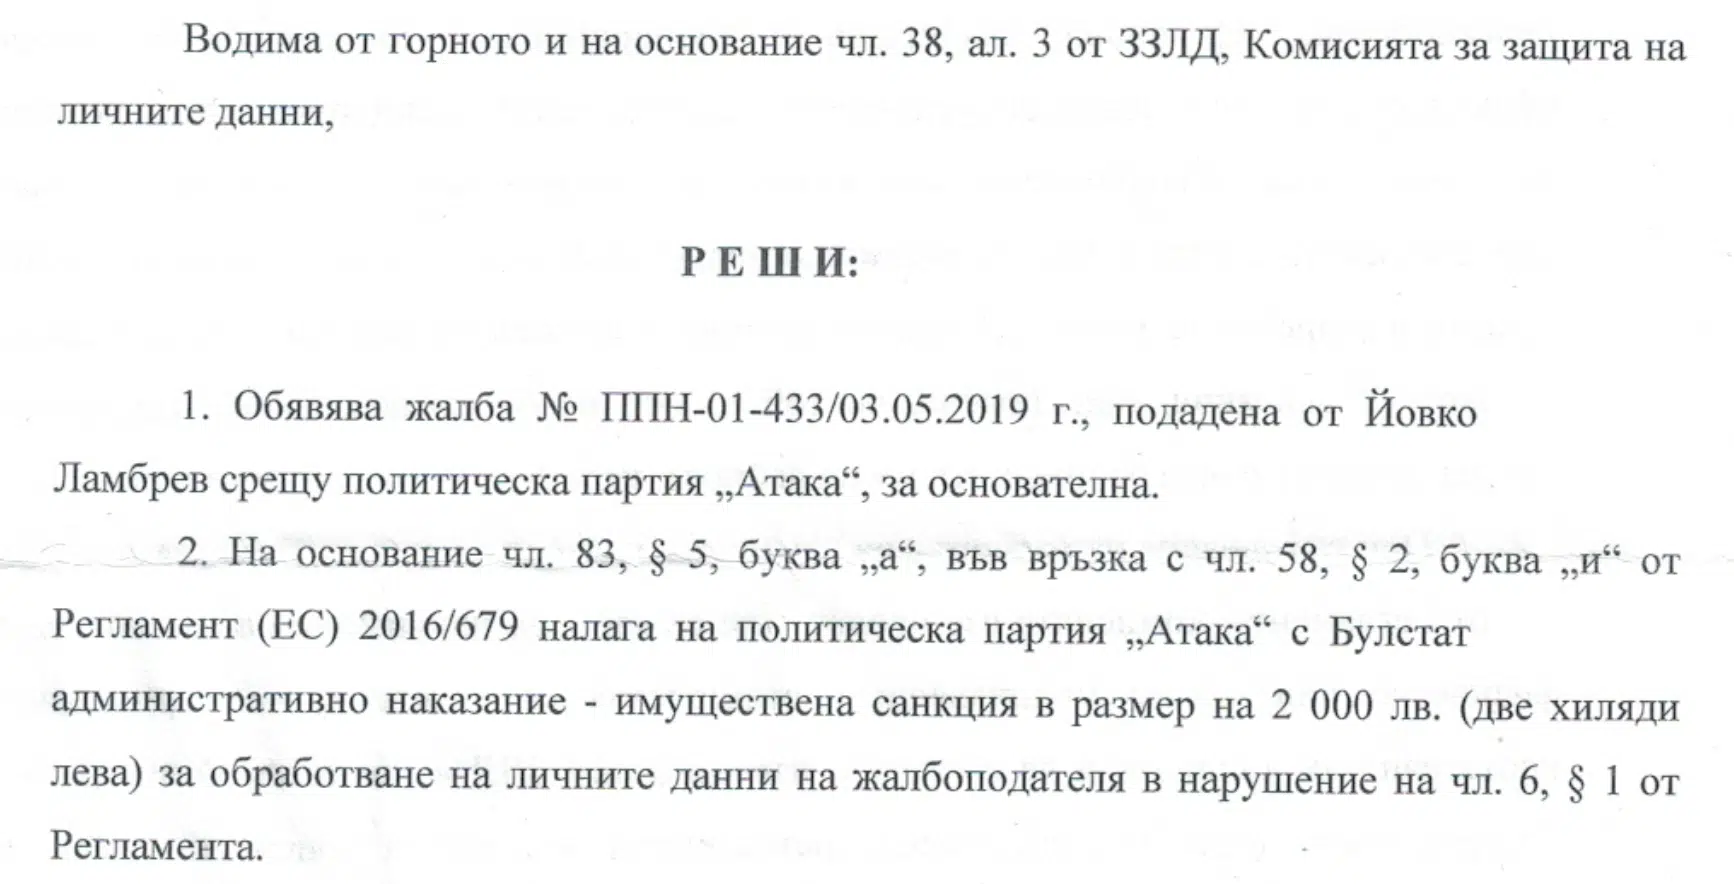 Водима от горното и на основание чл. 38, ал. 3 от ЗЗЛД, Комисията за защита на
личните данни,
Р Е Ш И:
1. Обявява жалба № ППН-01-433/03.05.2019 г., подадена от Йовко
Ламбрев срещу политическа партия „Атака“, за основателна.
2. На основание чл. 83, § 5, буква „а“, във връзка с чл. 58, § 2, буква „и“ от
Регламент (ЕС) 2016/679 налага на политическа партия „Атака“ с Булстат
административно наказание - имуществена санкция в размер на 2 000 лв. (две хиляди
лева) за обработване на личните данни на жалбоподателя в нарушение на чл. 6, § 1 от
Регламента.